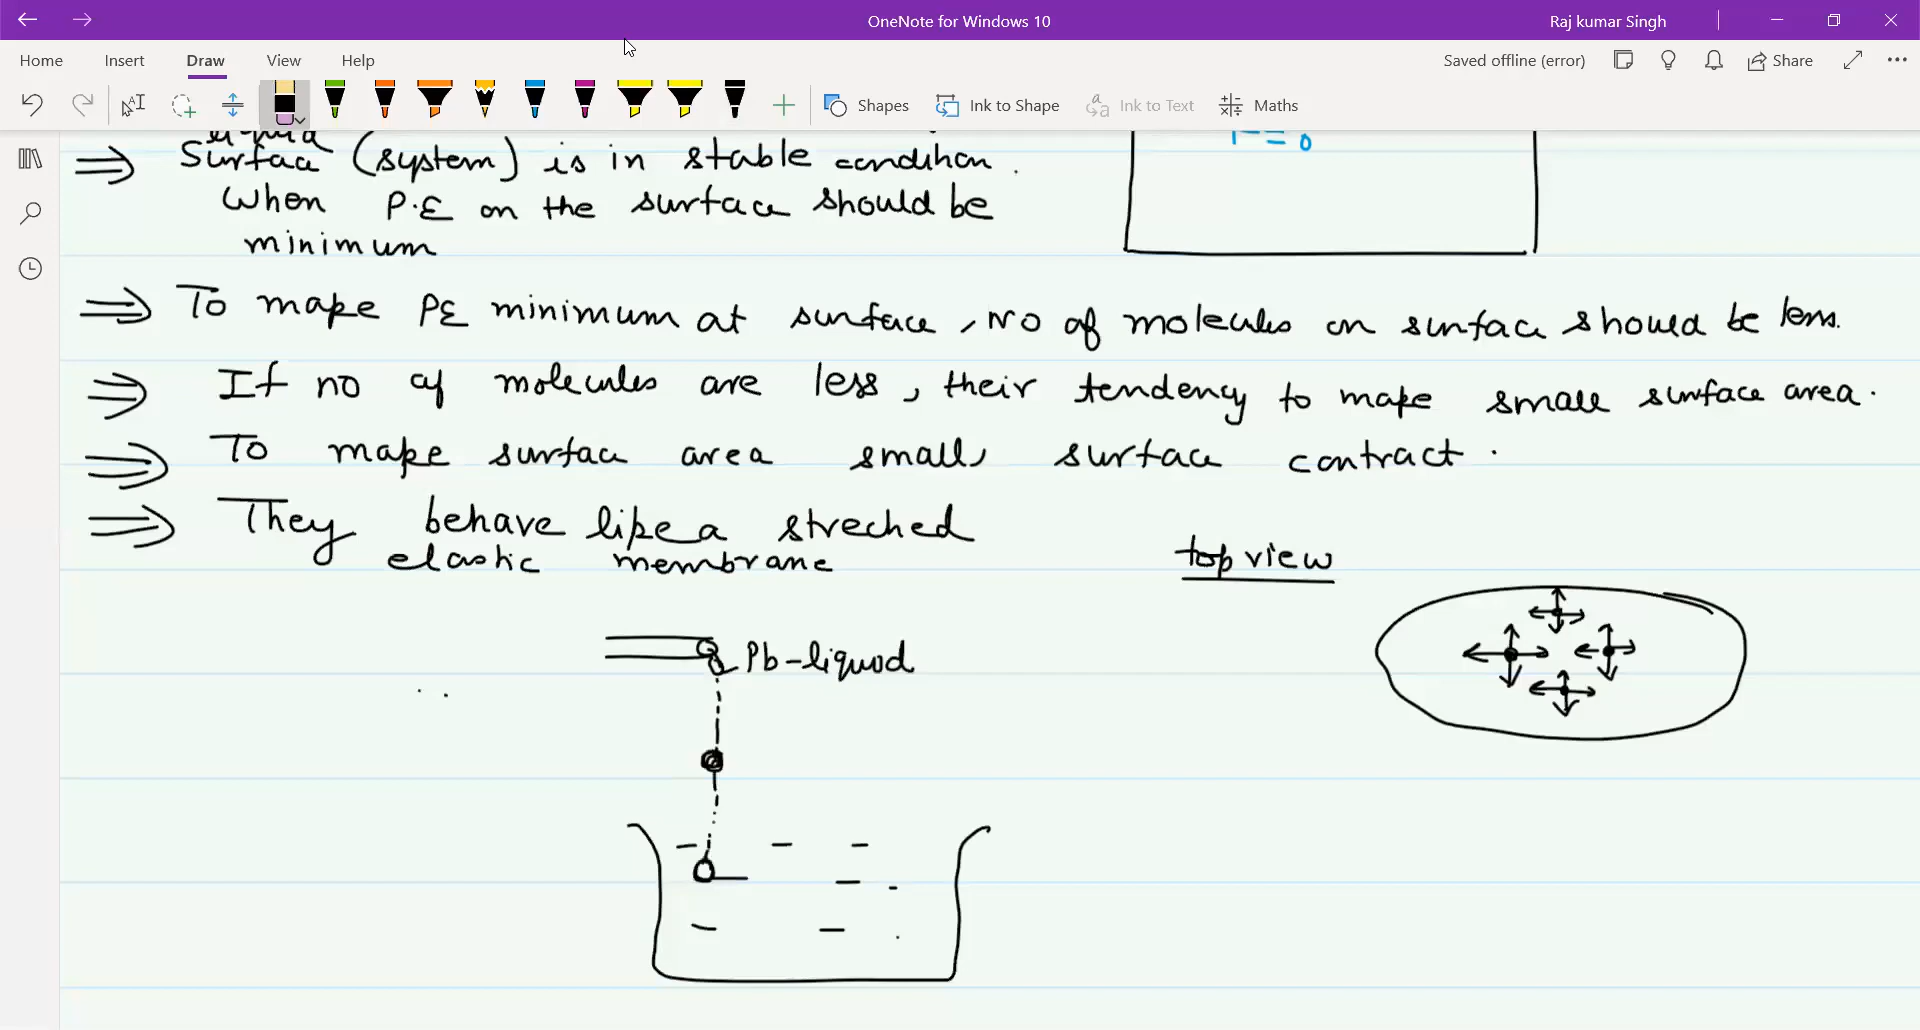 OneNote for Windows 10
Raj kumar Singh
Home Insert Draw View Help
Saved offline (error)
Share
Shapes
Ink to Shape
Ink to Text
Maths
liquid
F = 0
⇒ Surface (system) is in stable condition.
When P.E on the surface should be
minimum
⇒ To make PE minimum at surface, No of molecules on surface should be less.
⇒ If no of molecules are less, their tendency to make small surface area.
⇒ To make surface area small, surface contract.
⇒ They behave like a streched
elastic membrane
top view
Pb-liquod